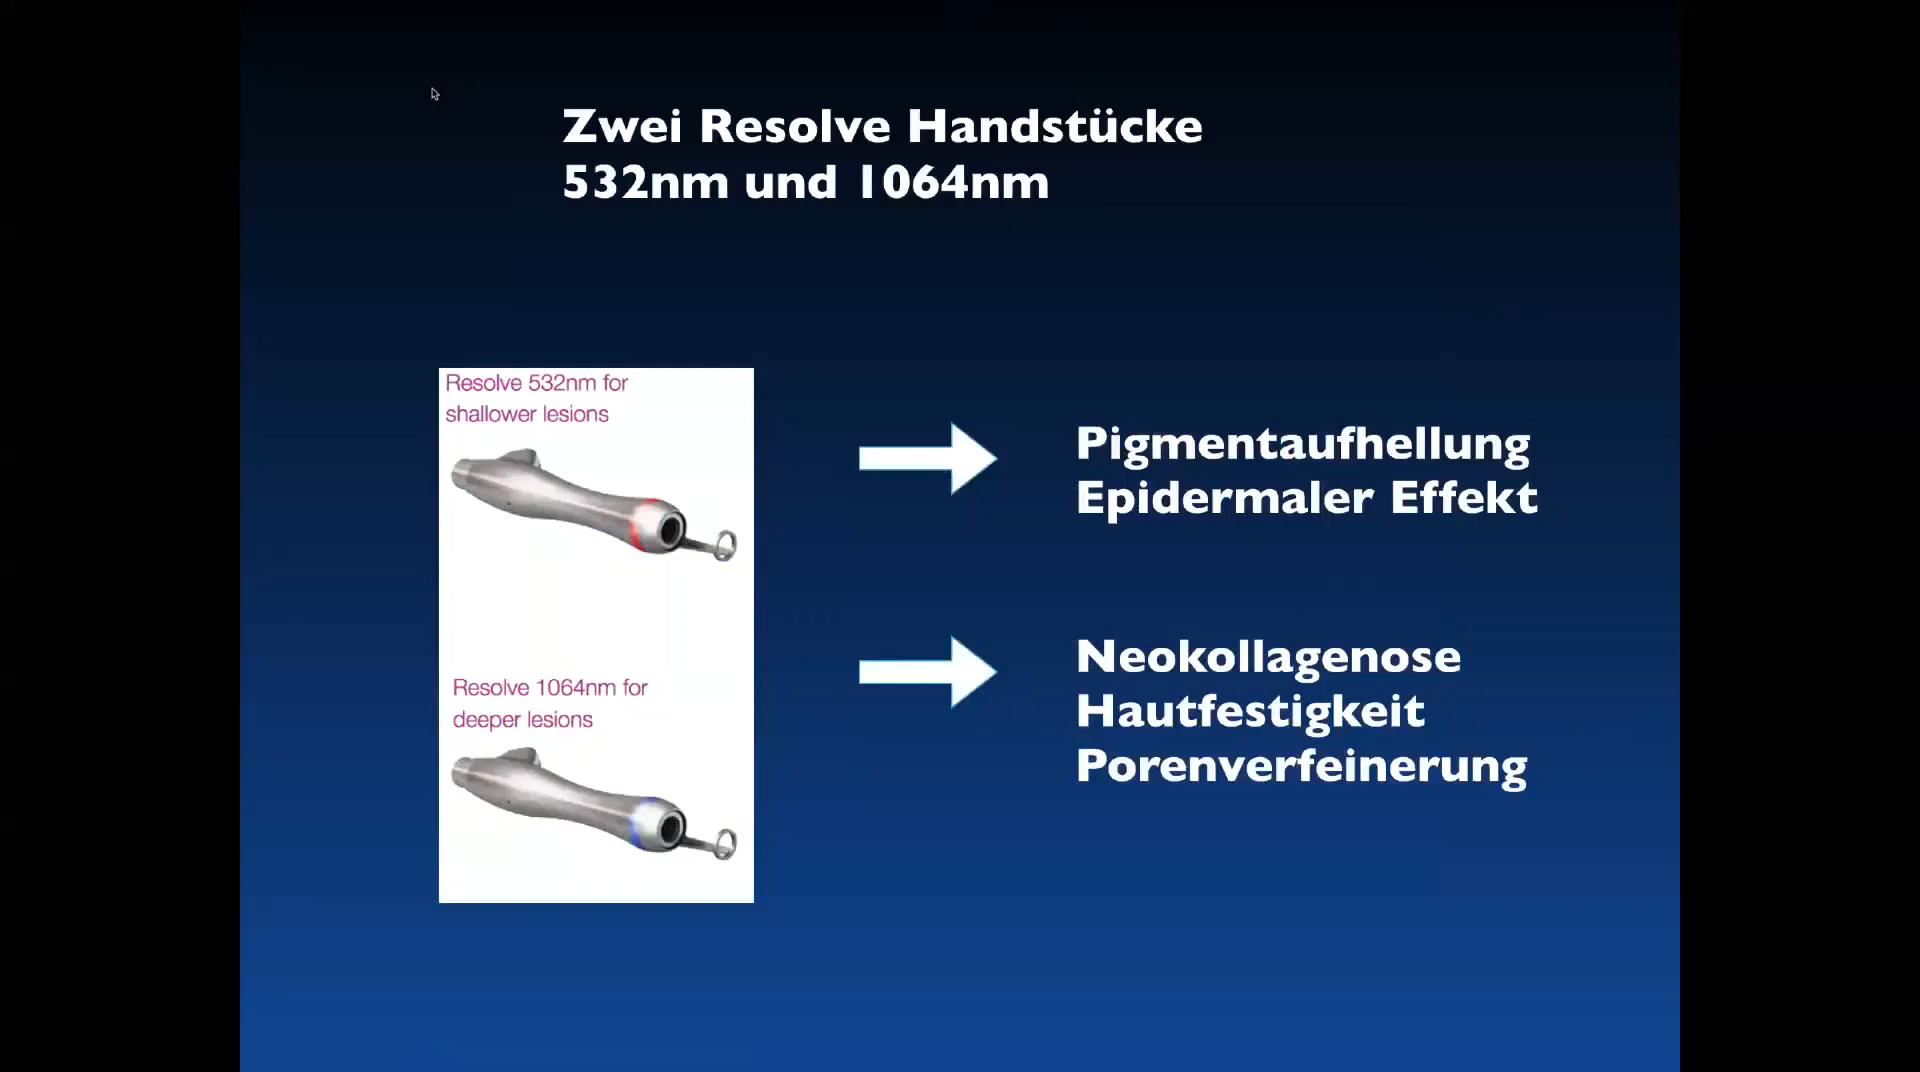 Zwei Resolve Handstücke
532nm und 1064nm
Resolve 532nm for
shallower lesions
Pigmentaufhellung
Epidermaler Effekt
Resolve 1064nm for
deeper lesions
Neokollagenose
Hautfestigkeit
Porenverfeinerung